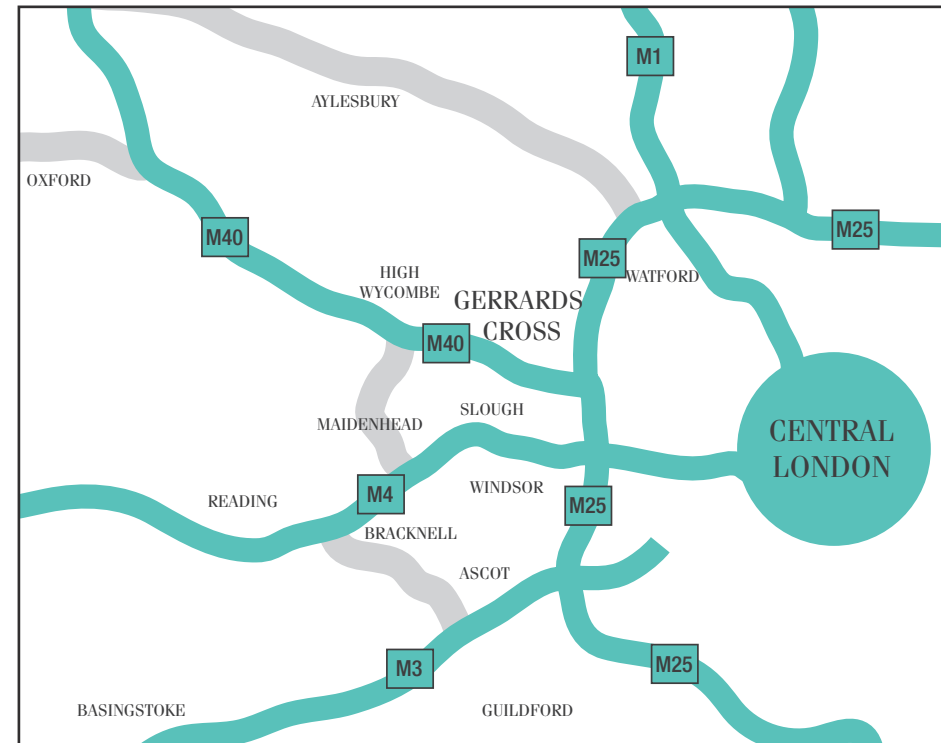 M1
AYLESBURY
OXFORD
M40
M25
M25
HIGH
WYCOMBE
WATFORD
GERRARDS
CROSS
M40
SLOUGH
MAIDENHEAD
CENTRAL
LONDON
WINDSOR
M4
READING
M25
BRACKNELL
ASCOT
M3
M25
BASINGSTOKE
GUILDFORD